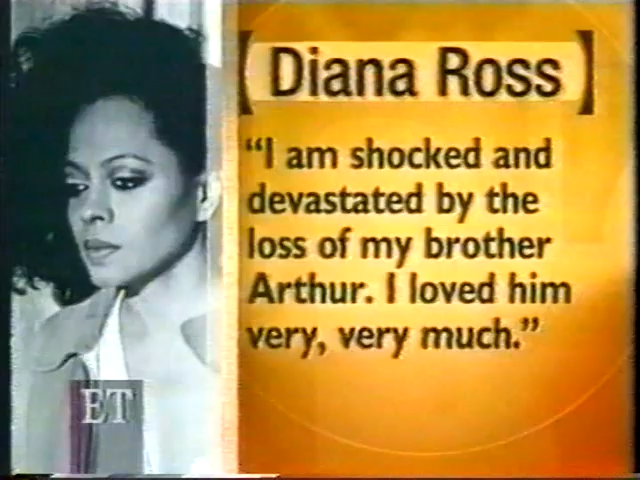 [Diana Ross]
“I am shocked and
devastated by the
loss of my brother
Arthur. I loved him
very, very much.”
ET